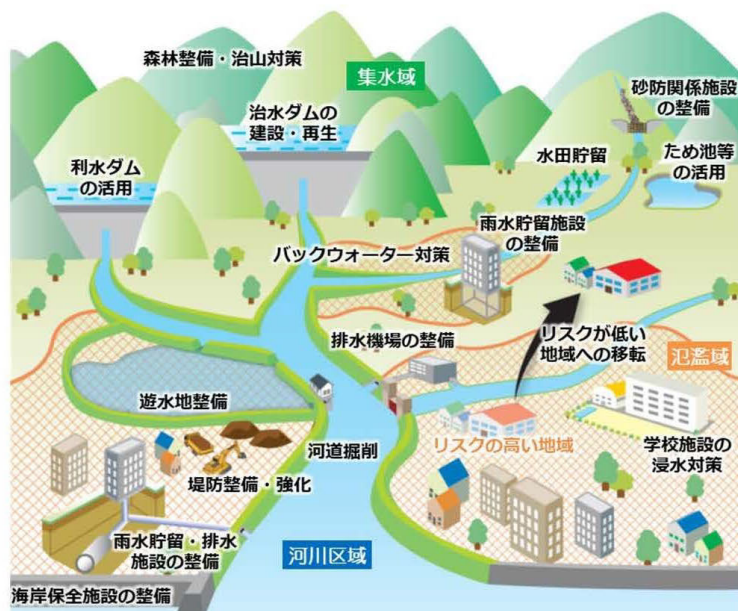 森林整備・治山対策
集水域
砂防関係施設
の整備
治水ダムの
建設・再生
水田貯留
ため池等
の活用
利水ダム
の活用
雨水貯留施設
の整備
バックウォーター対策
排水機場の整備
リスクが低い
地域への移転
氾濫域
遊水地整備
リスクの高い地域
河道掘削
学校施設の
浸水対策
堤防整備・強化
雨水貯留・排水
施設の整備
河川区域
海岸保全施設の整備